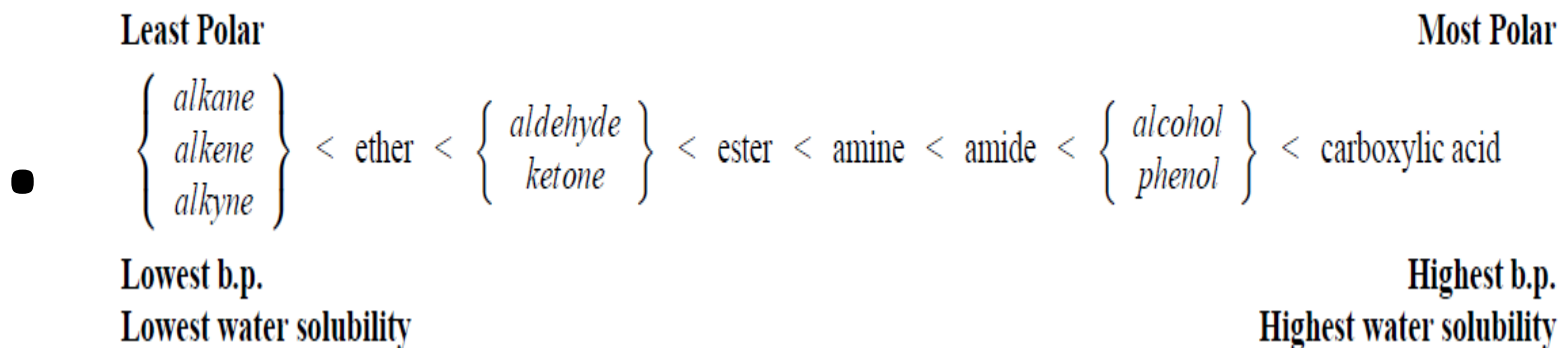 Least Polar Most Polar
alkane
alkene
alkyne
< ether <
aldehyde
ketone
< ester < amine < amide <
alcohol
phenol
< carboxylic acid
Lowest b.p. Highest b.p.
Lowest water solubility Highest water solubility